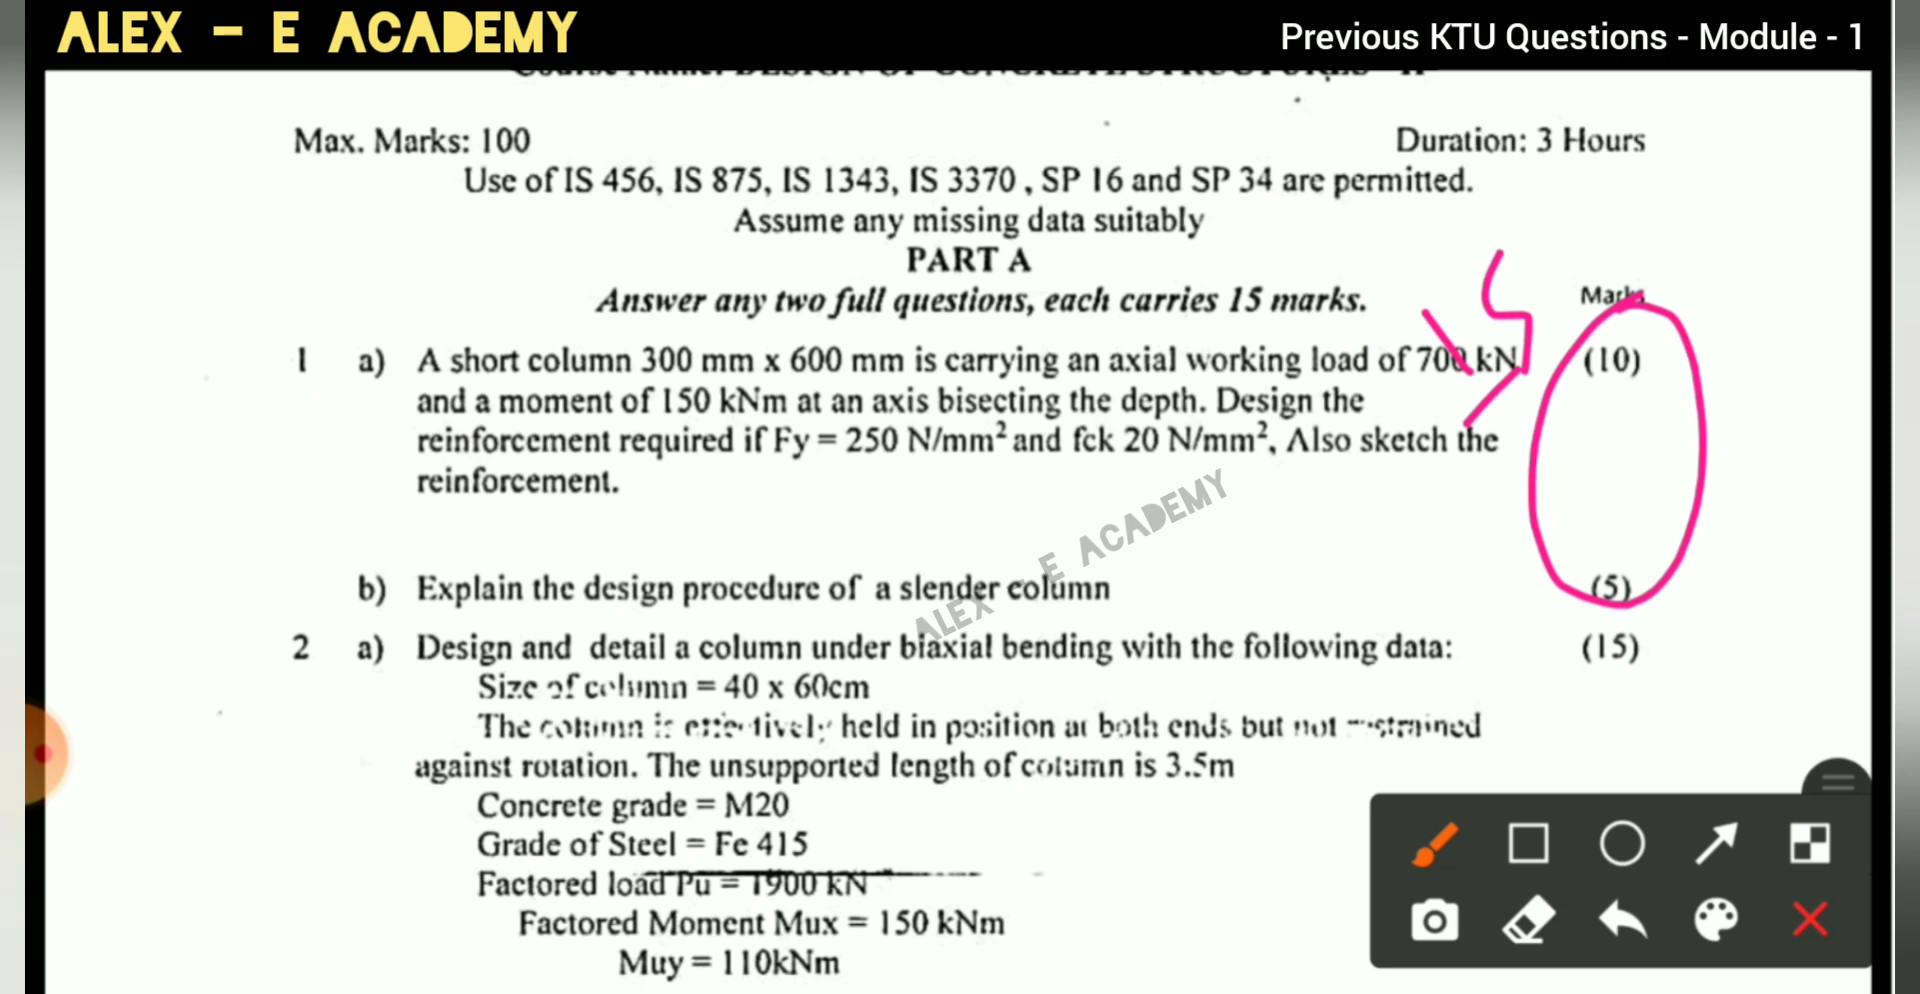 ALEX - E ACADEMY
Previous KTU Questions - Module - 1
Max. Marks: 100
Duration: 3 Hours
Use of IS 456, IS 875, IS 1343, IS 3370 , SP 16 and SP 34 are permitted.
Assume any missing data suitably
PART A
Answer any two full questions, each carries 15 marks.
Marks
1 a) A short column 300 mm x 600 mm is carrying an axial working load of 700 kN (10)
and a moment of 150 kNm at an axis bisecting the depth. Design the
reinforcement required if Fy = 250 N/mm² and fck 20 N/mm², Also sketch the
reinforcement.
ALEX - E ACADEMY
b) Explain the design procedure of a slender column (5)
2 a) Design and detail a column under biaxial bending with the following data: (15)
Size of column = 40 x 60cm
The column is effectively held in position at both ends but not restrained
against rotation. The unsupported length of column is 3.5m
Concrete grade = M20
Grade of Steel = Fe 415
Factored load Pu = 1900 kN
Factored Moment Mux = 150 kNm
Muy = 110kNm